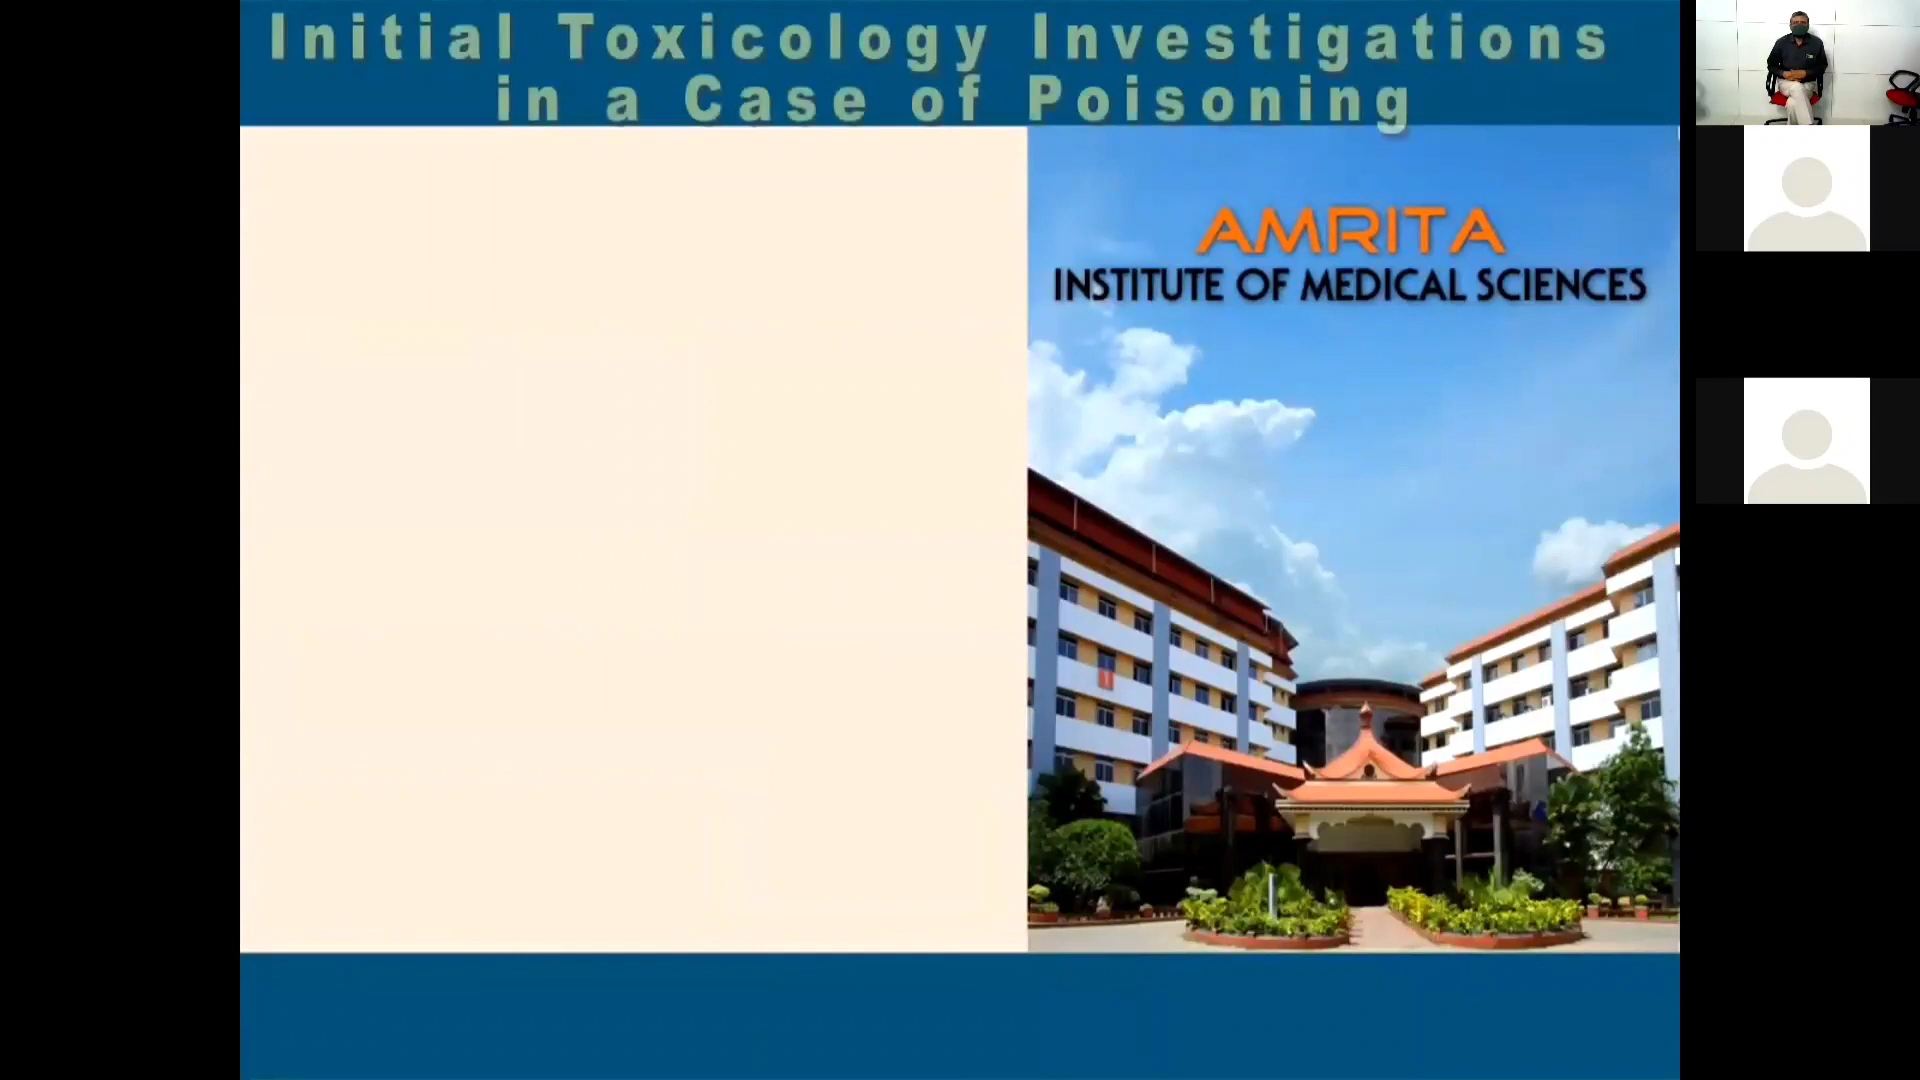 Initial Toxicology Investigations
in a Case of Poisoning
AMRITA
INSTITUTE OF MEDICAL SCIENCES